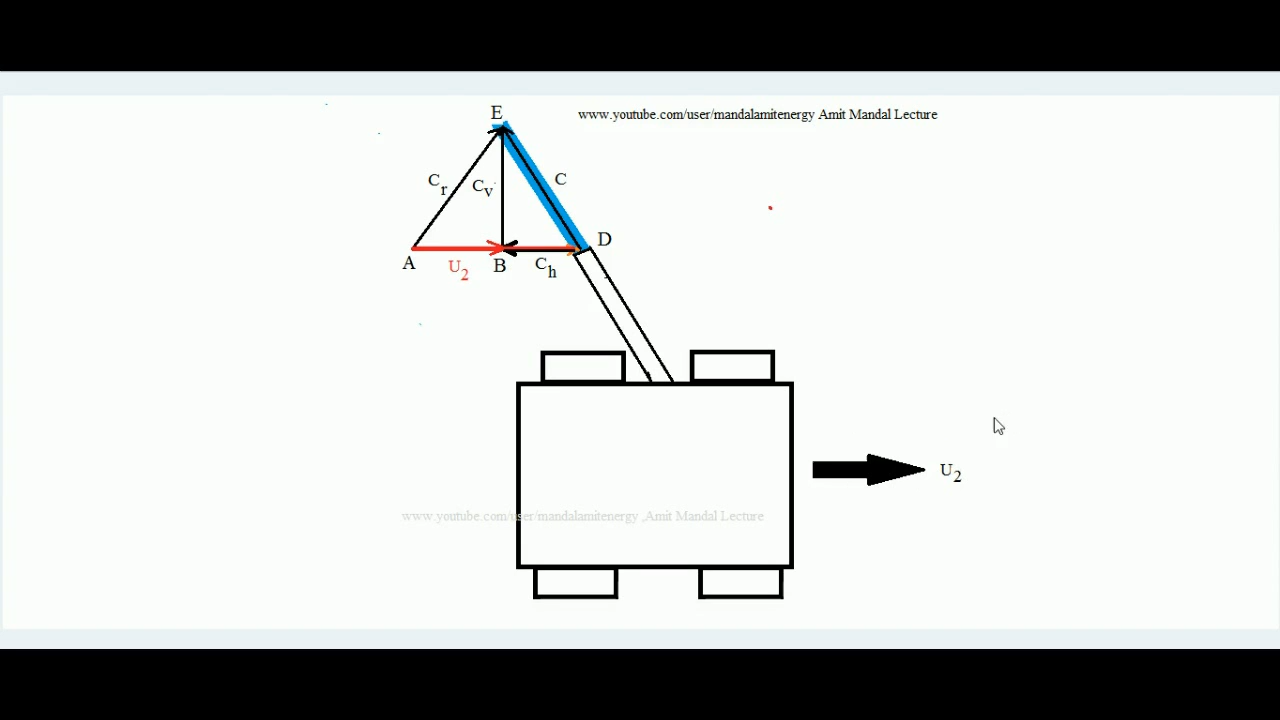 E
www.youtube.com/user/mandalamitenergy Amit Mandal Lecture
Cr
Cv
C
D
A
U2
B
Ch
U2
www.youtube.com/user/mandalamitenergy ,Amit Mandal Lecture